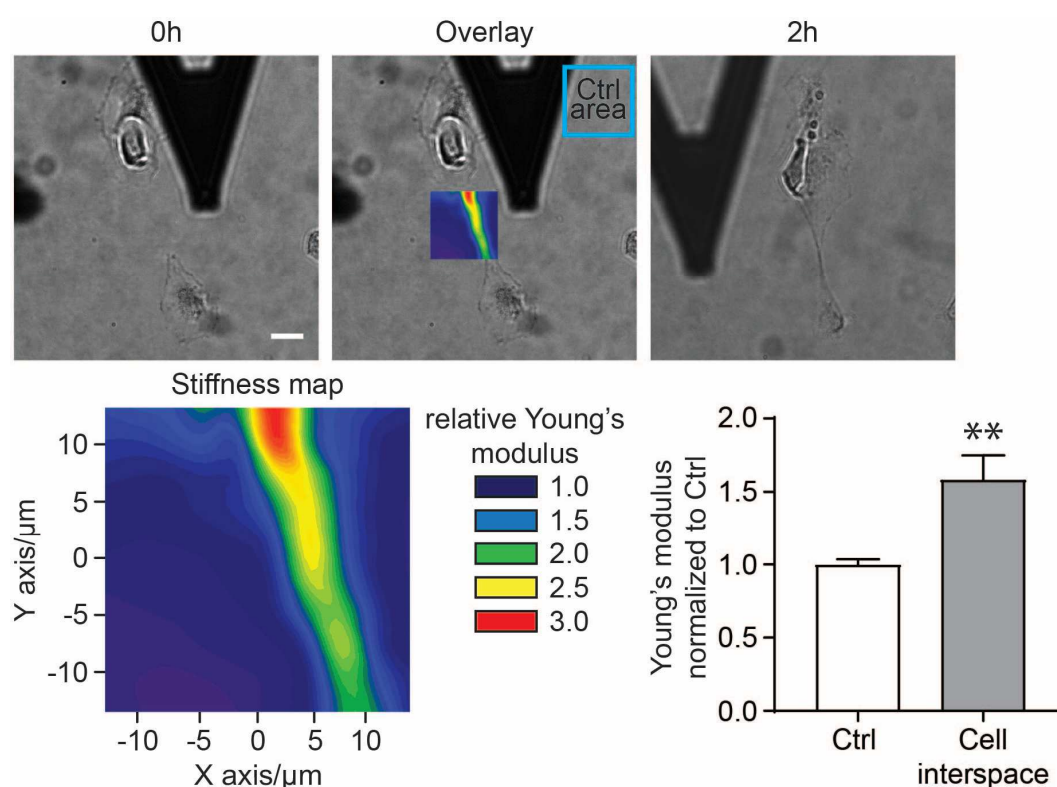 0h
Overlay
2h
Ctrl
area
Stiffness map
10
5
0
-5
-10
Y axis/µm
-10
-5
0
5
10
X axis/µm
relative Young's
modulus
1.0
1.5
2.0
2.5
3.0
Young's modulus
normalized to Ctrl
2.0
1.5
1.0
0.5
0.0
**
Ctrl
Cell
interspace